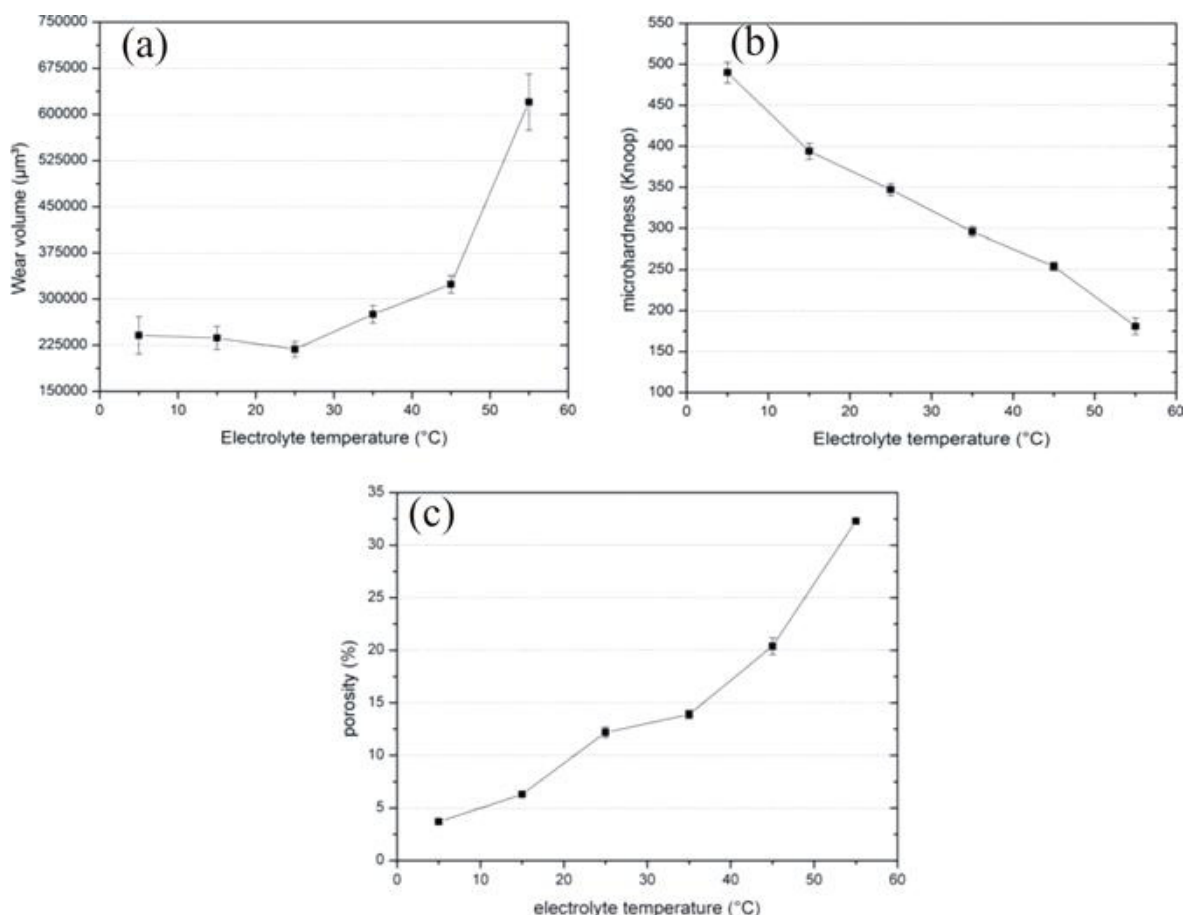 (a)
Wear volume (µm³)
750000
675000
600000
525000
450000
375000
300000
225000
150000
0 10 20 30 40 50 60
Electrolyte temperature (°C)
(b)
microhardness (Knoop)
550
500
450
400
350
300
250
200
150
100
0 10 20 30 40 50 60
Electrolyte temperature (°C)
(c)
porosity (%)
35
30
25
20
15
10
5
0
0 10 20 30 40 50 60
electrolyte temperature (°C)